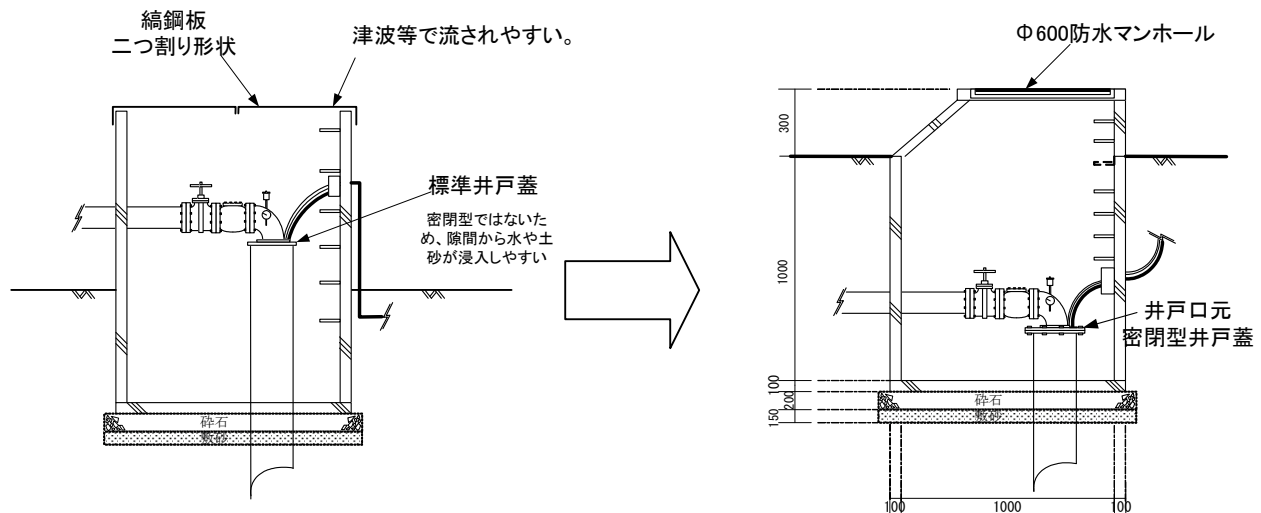 縞鋼板
二つ割り形状
津波等で流されやすい。
標準井戸蓋
密閉型ではないた
め、隙間から水や土
砂が浸入しやすい
砕石
敷砂
Φ600防水マンホール
300
1000
井戸口元
密閉型井戸蓋
100
200
150
砕石
敷砂
100
1000
100